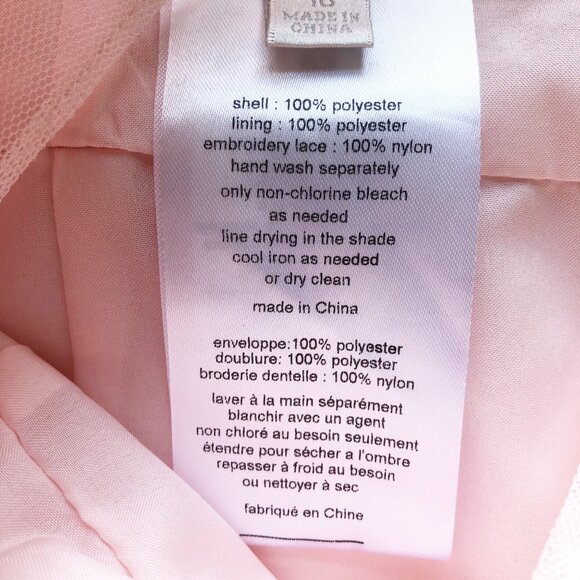 MADE IN
CHINA
shell : 100% polyester
lining : 100% polyester
embroidery lace : 100% nylon
hand wash separately
only non-chlorine bleach
as needed
line drying in the shade
cool iron as needed
or dry clean
made in China
enveloppe:100% polyester
doublure: 100% polyester
broderie dentelle : 100% nylon
laver à la main séparément
blanchir avec un agent
non chloré au besoin seulement
étendre pour sécher a l'ombre
repasser à froid au besoin
ou nettoyer à sec
fabriqué en Chine